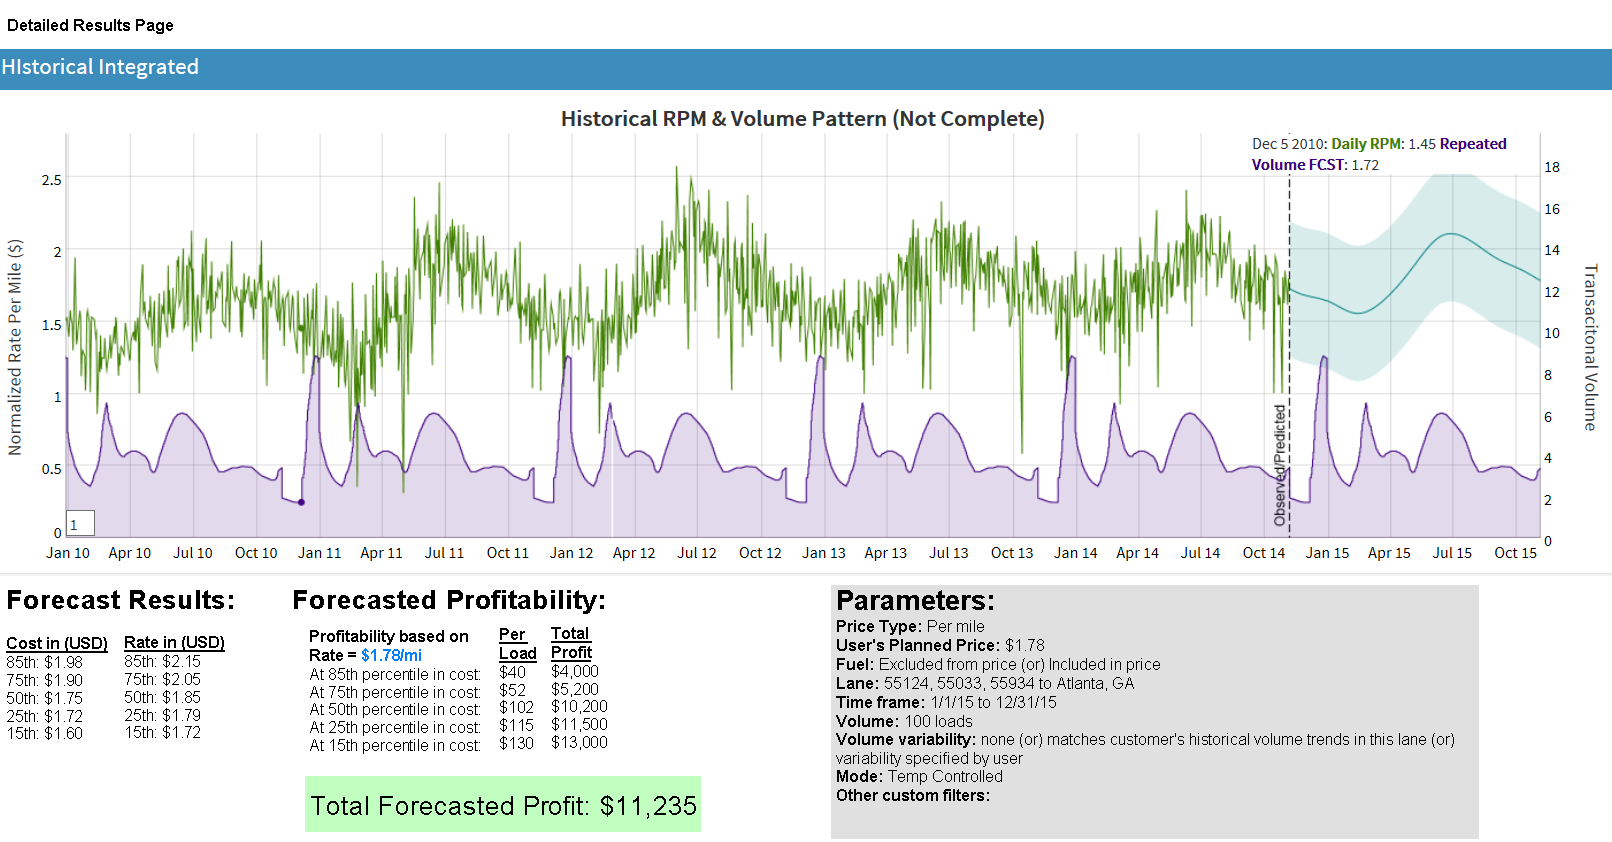 Detailed Results Page
HIstorical Integrated
Historical RPM & Volume Pattern (Not Complete)
Dec 5 2010: Daily RPM: 1.45 Repeated
Volume FCST: 1.72
Normalized Rate Per Mile ($)
2.5
2
1.5
1
0.5
0
1
Observed/Predicted
18
16
14
12
10
8
6
4
2
0
Transacitional Volume
Jan 10 Apr 10 Jul 10 Oct 10 Jan 11 Apr 11 Jul 11 Oct 11 Jan 12 Apr 12 Jul 12 Oct 12 Jan 13 Apr 13 Jul 13 Oct 13 Jan 14 Apr 14 Jul 14 Oct 14 Jan 15 Apr 15 Jul 15 Oct 15
Forecast Results:
Cost in (USD) Rate in (USD)
85th: $1.98 85th: $2.15
75th: $1.90 75th: $2.05
50th: $1.75 50th: $1.85
25th: $1.72 25th: $1.79
15th: $1.60 15th: $1.72
Forecasted Profitability:
Profitability based on Per Total
Rate = $1.78/mi Load Profit
At 85th percentile in cost: $40 $4,000
At 75th percentile in cost: $52 $5,200
At 50th percentile in cost: $102 $10,200
At 25th percentile in cost: $115 $11,500
At 15th percentile in cost: $130 $13,000
Total Forecasted Profit: $11,235
Parameters:
Price Type: Per mile
User's Planned Price: $1.78
Fuel: Excluded from price (or) Included in price
Lane: 55124, 55033, 55934 to Atlanta, GA
Time frame: 1/1/15 to 12/31/15
Volume: 100 loads
Volume variability: none (or) matches customer's historical volume trends in this lane (or)
variability specified by user
Mode: Temp Controlled
Other custom filters: